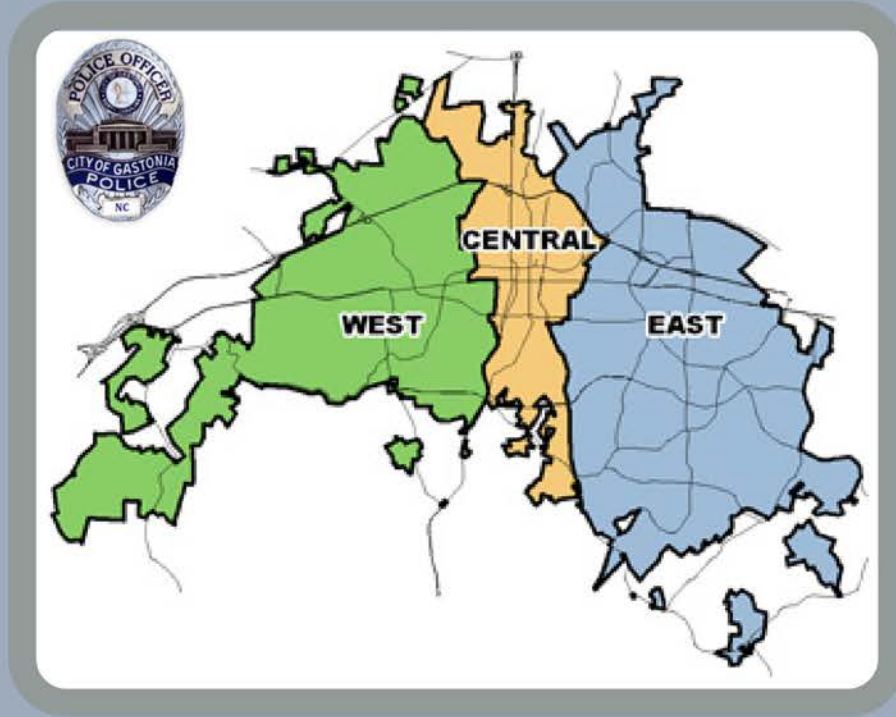 POLICE OFFICER
CITY OF GASTONIA
POLICE
NC
CENTRAL
WEST
EAST